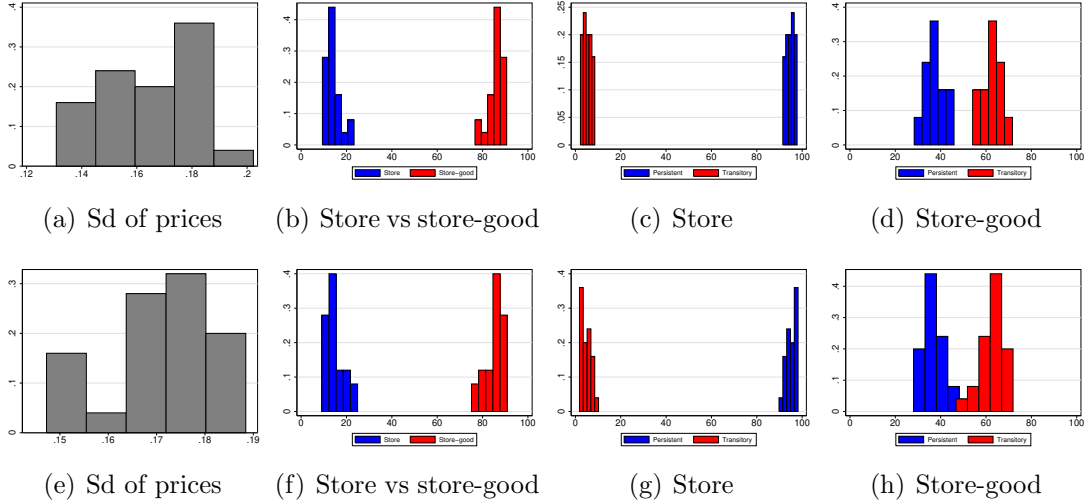 0 .1 .2 .3 .4
.12 .14 .16 .18 .2
0 .1 .2 .3 .4
0 20 40 60 80 100
Store Store-good
0 .05 .1 .15 .2 .25
0 20 40 60 80 100
Persistent Transitory
0 .1 .2 .3 .4
0 20 40 60 80 100
Persistent Transitory
(a) Sd of prices (b) Store vs store-good (c) Store (d) Store-good
0 .1 .2 .3
.15 .16 .17 .18 .19
0 .1 .2 .3 .4
0 20 40 60 80 100
Store Store-good
0 .1 .2 .3 .4
0 20 40 60 80 100
Persistent Transitory
0 .1 .2 .3 .4
0 20 40 60 80 100
Persistent Transitory
(e) Sd of prices (f) Store vs store-good (g) Store (h) Store-good